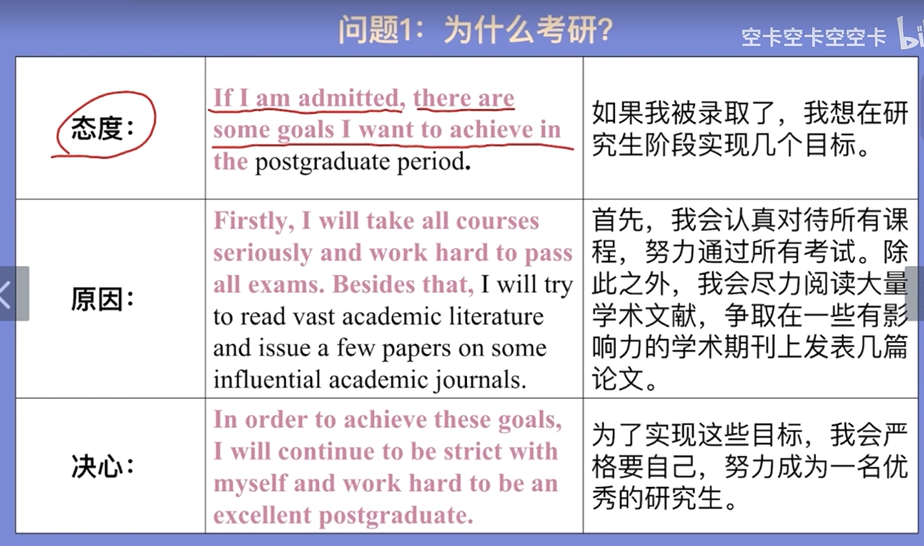 问题1：为什么考研？
空卡空卡空空卡 bi
态度：
If I am admitted, there are
some goals I want to achieve in
the postgraduate period.
如果我被录取了，我想在研
究生阶段实现几个目标。
原因：
Firstly, I will take all courses
seriously and work hard to pass
all exams. Besides that, I will try
to read vast academic literature
and issue a few papers on some
influential academic journals.
首先，我会认真对待所有课
程，努力通过所有考试。除
此之外，我会尽力阅读大量
学术文献，争取在一些有影
响力的学术期刊上发表几篇
论文。
决心：
In order to achieve these goals,
I will continue to be strict with
myself and work hard to be an
excellent postgraduate.
为了实现这些目标，我会严
格要自己，努力成为一名优
秀的研究生。